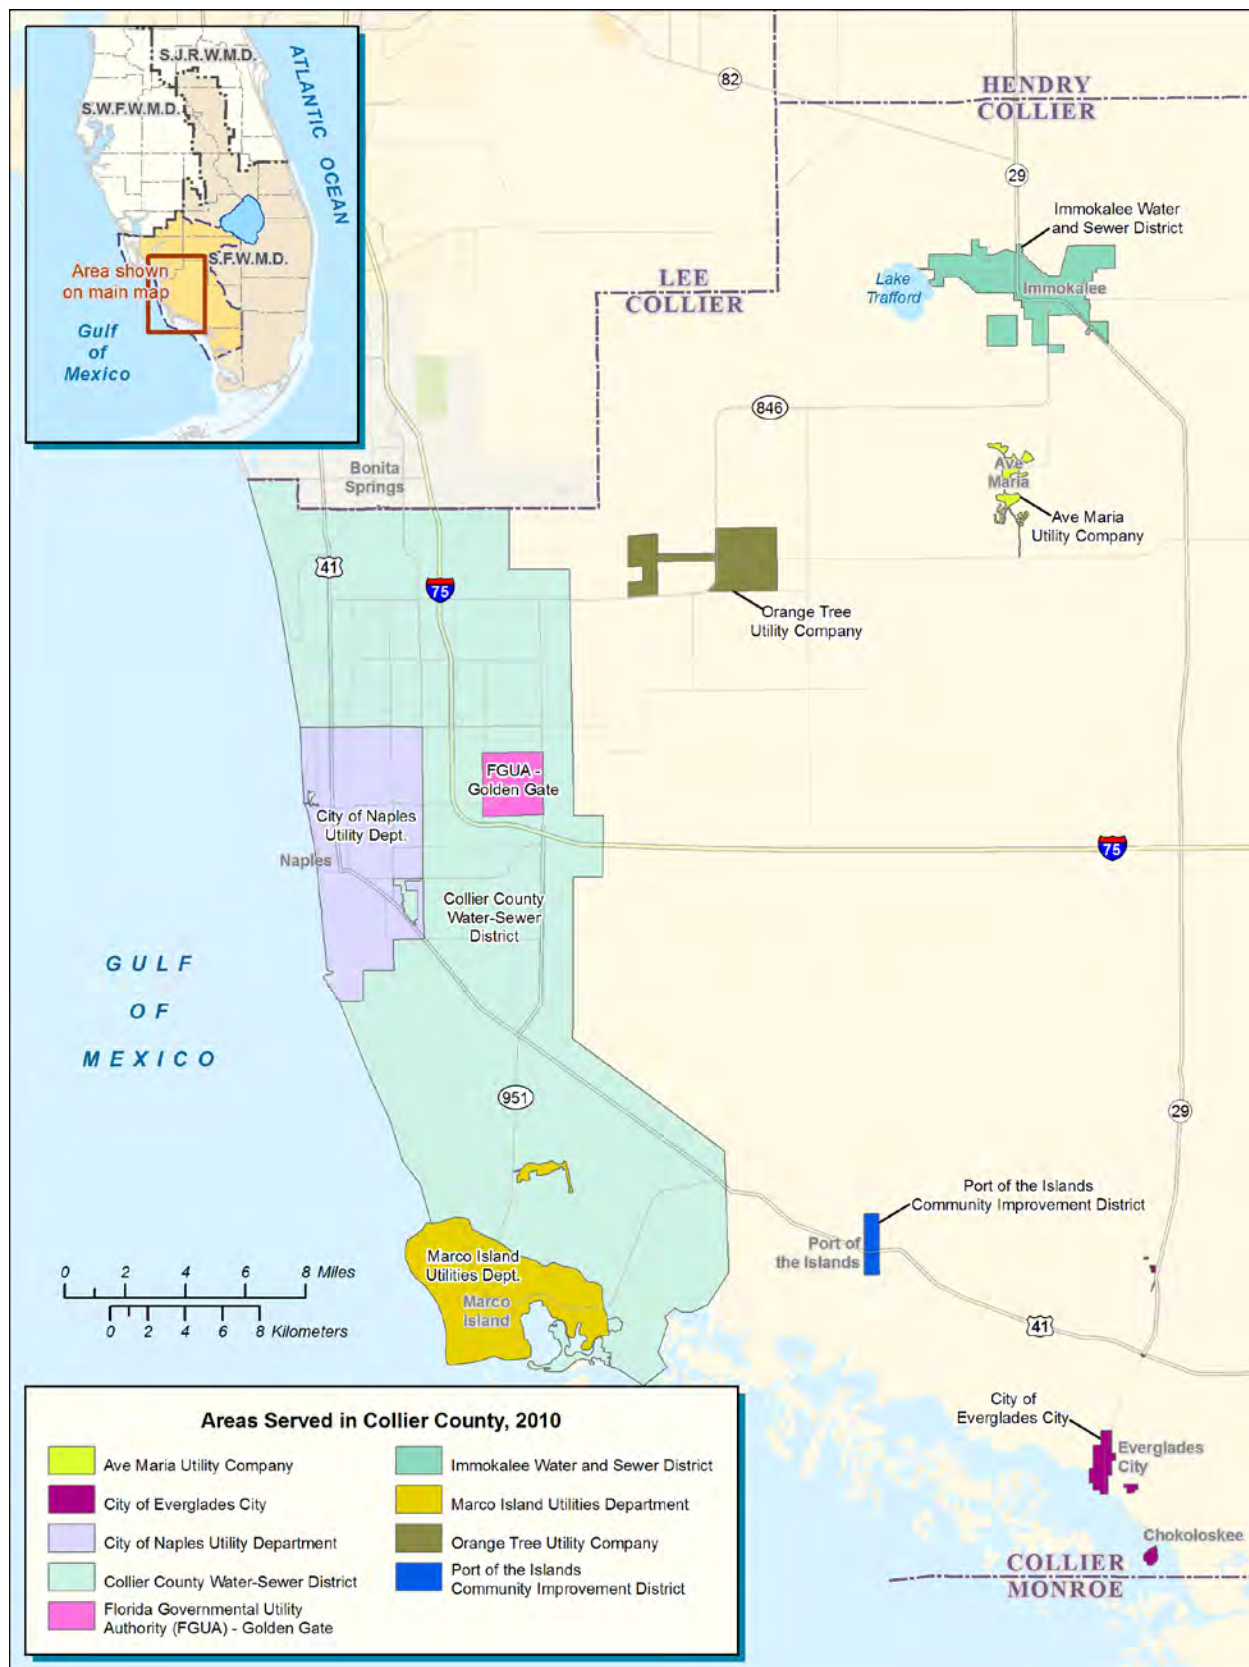 S.J.R.W.M.D.
S.W.F.W.M.D.
ATLANTIC OCEAN
S.F.W.M.D.
Area shown
on main map
Gulf
of
Mexico
82
HENDRY
COLLIER
29
Immokalee Water
and Sewer District
LEE
COLLIER
Lake
Trafford
Immokalee
846
Bonita
Springs
Ave
Maria
Ave Maria
Utility Company
41
75
Orange Tree
Utility Company
FGUA -
Golden Gate
City of Naples
Utility Dept.
Naples
75
Collier County
Water-Sewer
District
GULF
OF
MEXICO
951
29
Port of the Islands
Community Improvement District
Port of
the Islands
Marco Island
Utilities Dept.
Marco
Island
0 2 4 6 8 Miles
0 2 4 6 8 Kilometers
41
City of
Everglades City
Everglades
City
Chokoloskee
COLLIER
MONROE
Areas Served in Collier County, 2010
Ave Maria Utility Company
City of Everglades City
City of Naples Utility Department
Collier County Water-Sewer District
Florida Governmental Utility
Authority (FGUA) - Golden Gate
Immokalee Water and Sewer District
Marco Island Utilities Department
Orange Tree Utility Company
Port of the Islands
Community Improvement District